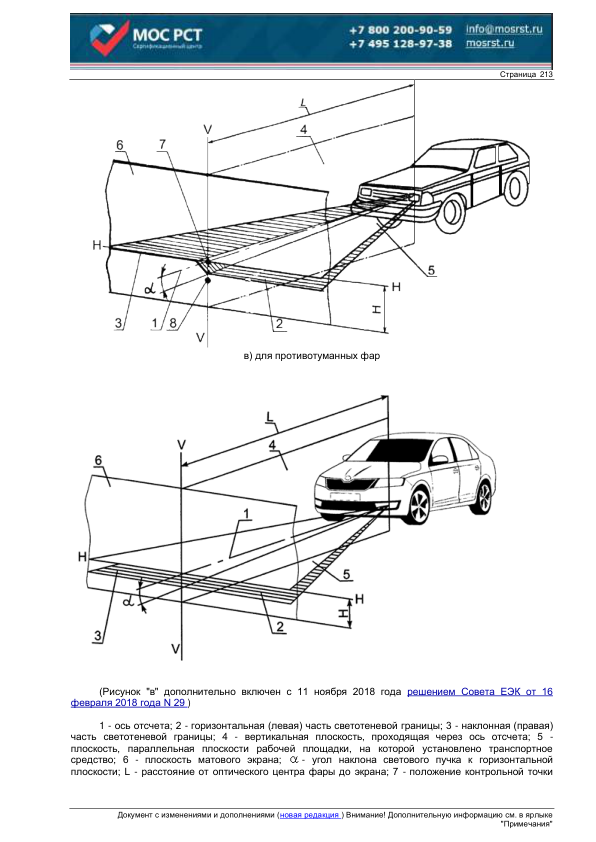 МОС РСТ
Сертификационный центр
+7 800 200-90-59 info@mosrst.ru
+7 495 128-97-38 mosrst.ru
Страница 213
L
V
4
6
7
H
5
H
H
α
3
1
8
2
V
в) для противотуманных фар
L
V
4
6
1
H
5
H
H
α
2
3
V
(Рисунок "в" дополнительно включен с 11 ноября 2018 года решением Совета ЕЭК от 16
февраля 2018 года N 29 )
1 - ось отсчета; 2 - горизонтальная (левая) часть светотеневой границы; 3 - наклонная (правая)
часть светотеневой границы; 4 - вертикальная плоскость, проходящая через ось отсчета; 5 -
плоскость, параллельная плоскости рабочей площадки, на которой установлено транспортное
средство; 6 - плоскость матового экрана; α - угол наклона светового пучка к горизонтальной
плоскости; L - расстояние от оптического центра фары до экрана; 7 - положение контрольной точки
Документ с изменениями и дополнениями (новая редакция ) Внимание! Дополнительную информацию см. в ярлыке
"Примечания"